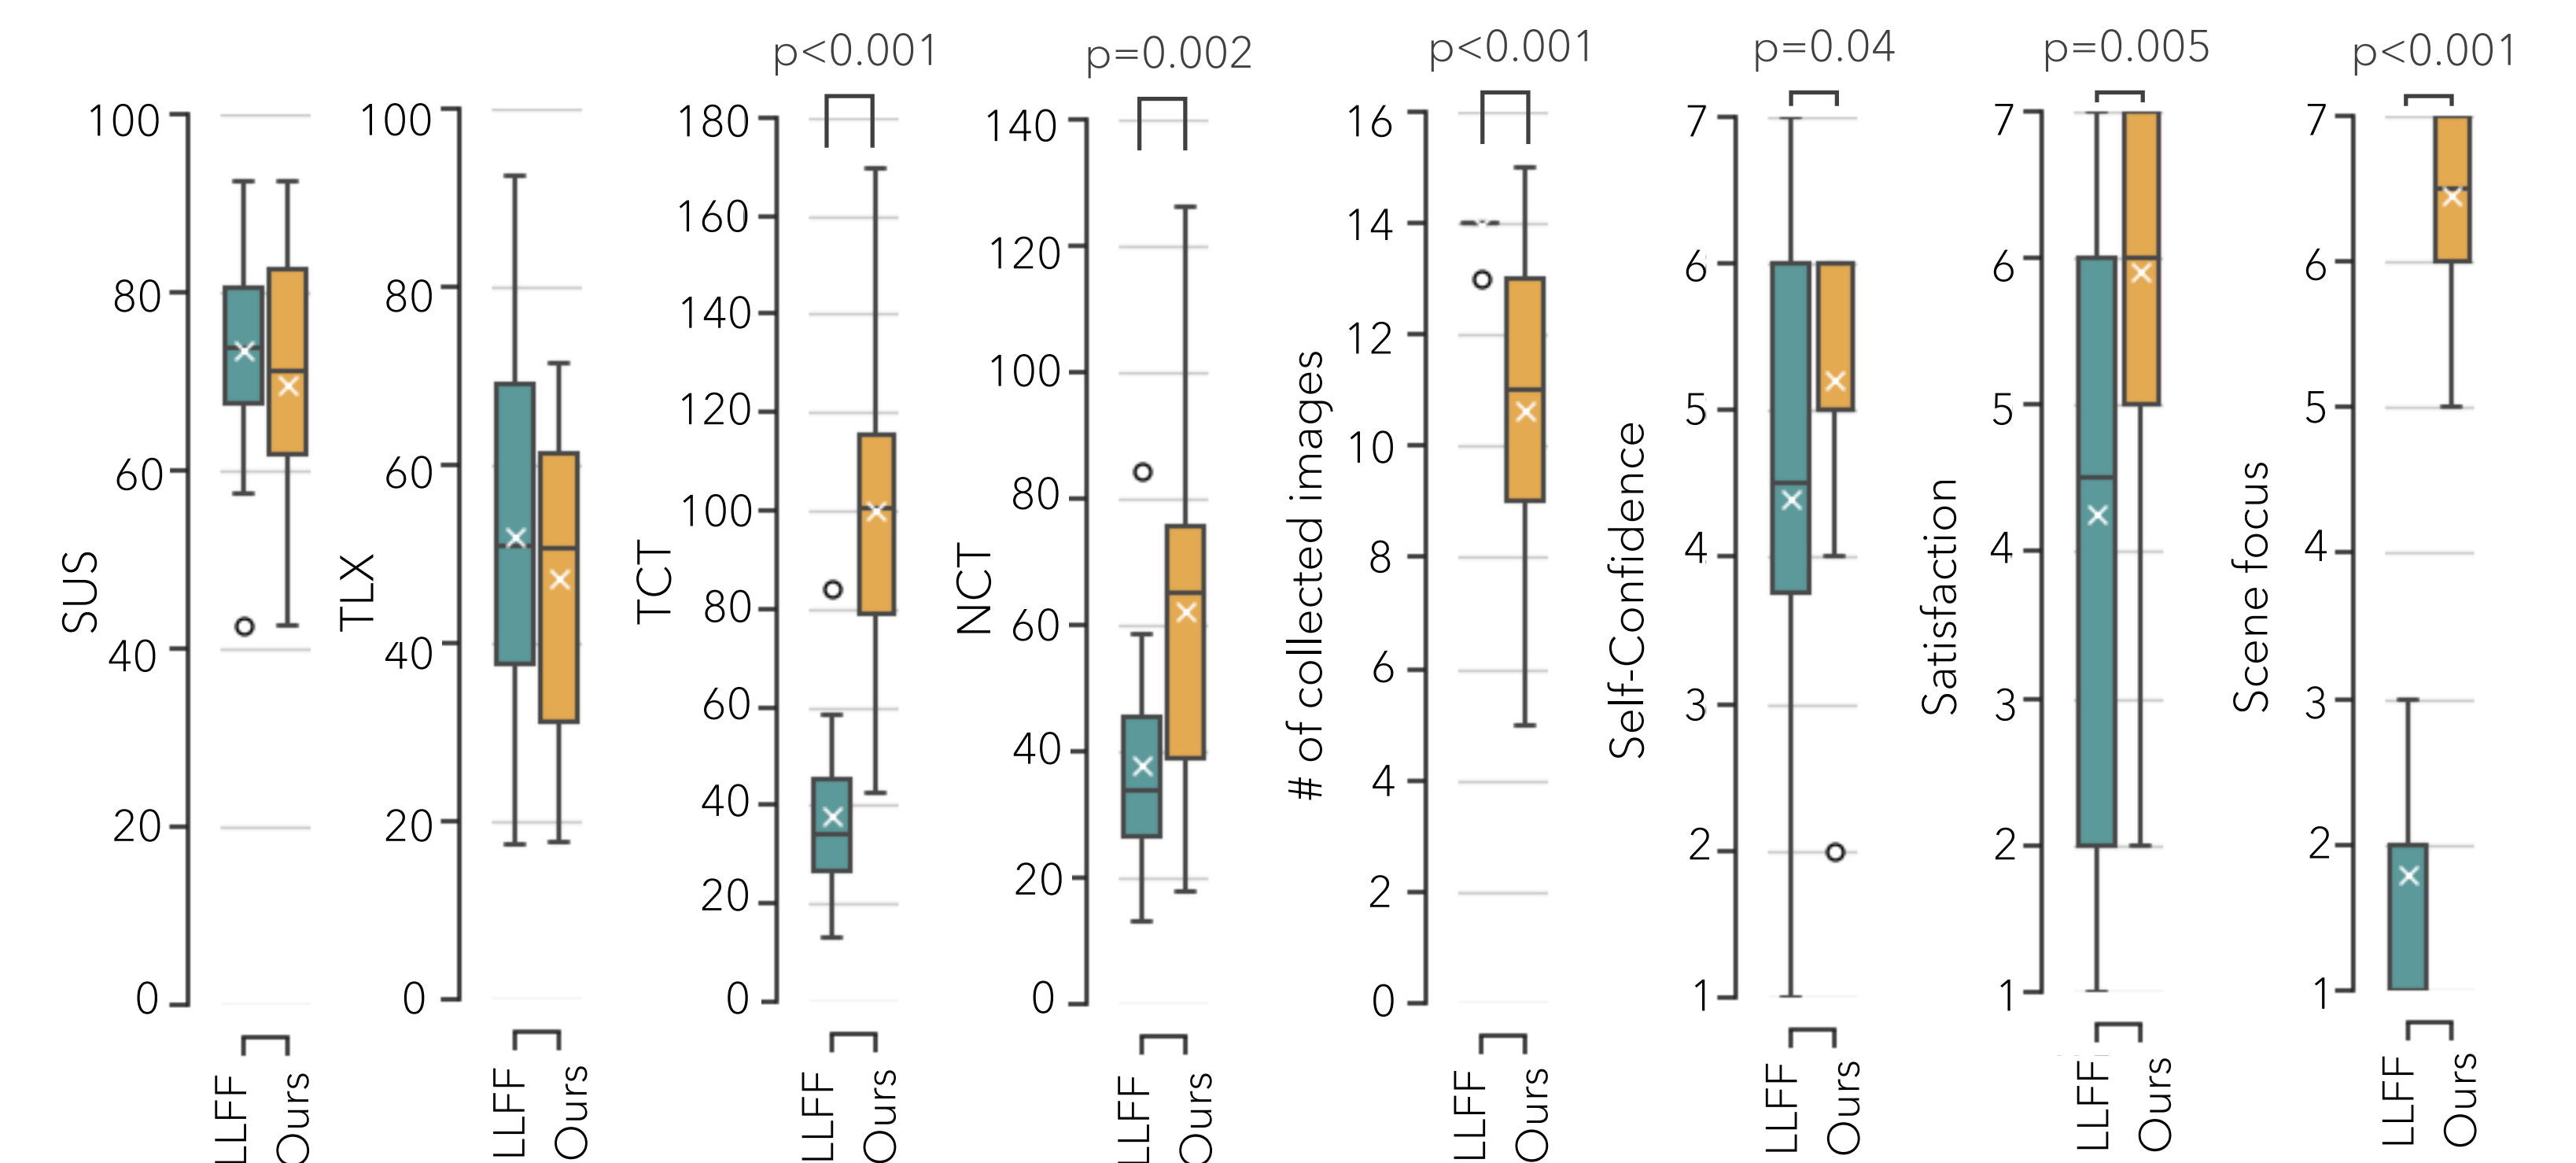 p<0.001
p=0.002
p<0.001
p=0.04
p=0.005
p<0.001
SUS
100
80
60
40
20
0
LLFF
Ours
TLX
100
80
60
40
20
0
LLFF
Ours
TCT
180
160
140
120
100
80
60
40
20
0
LLFF
Ours
NCT
140
120
100
80
60
40
20
0
LLFF
Ours
# of collected images
16
14
12
10
8
6
4
2
0
LLFF
Ours
Self-Confidence
7
6
5
4
3
2
1
LLFF
Ours
Satisfaction
7
6
5
4
3
2
1
LLFF
Ours
Scene focus
7
6
5
4
3
2
1
LLFF
Ours